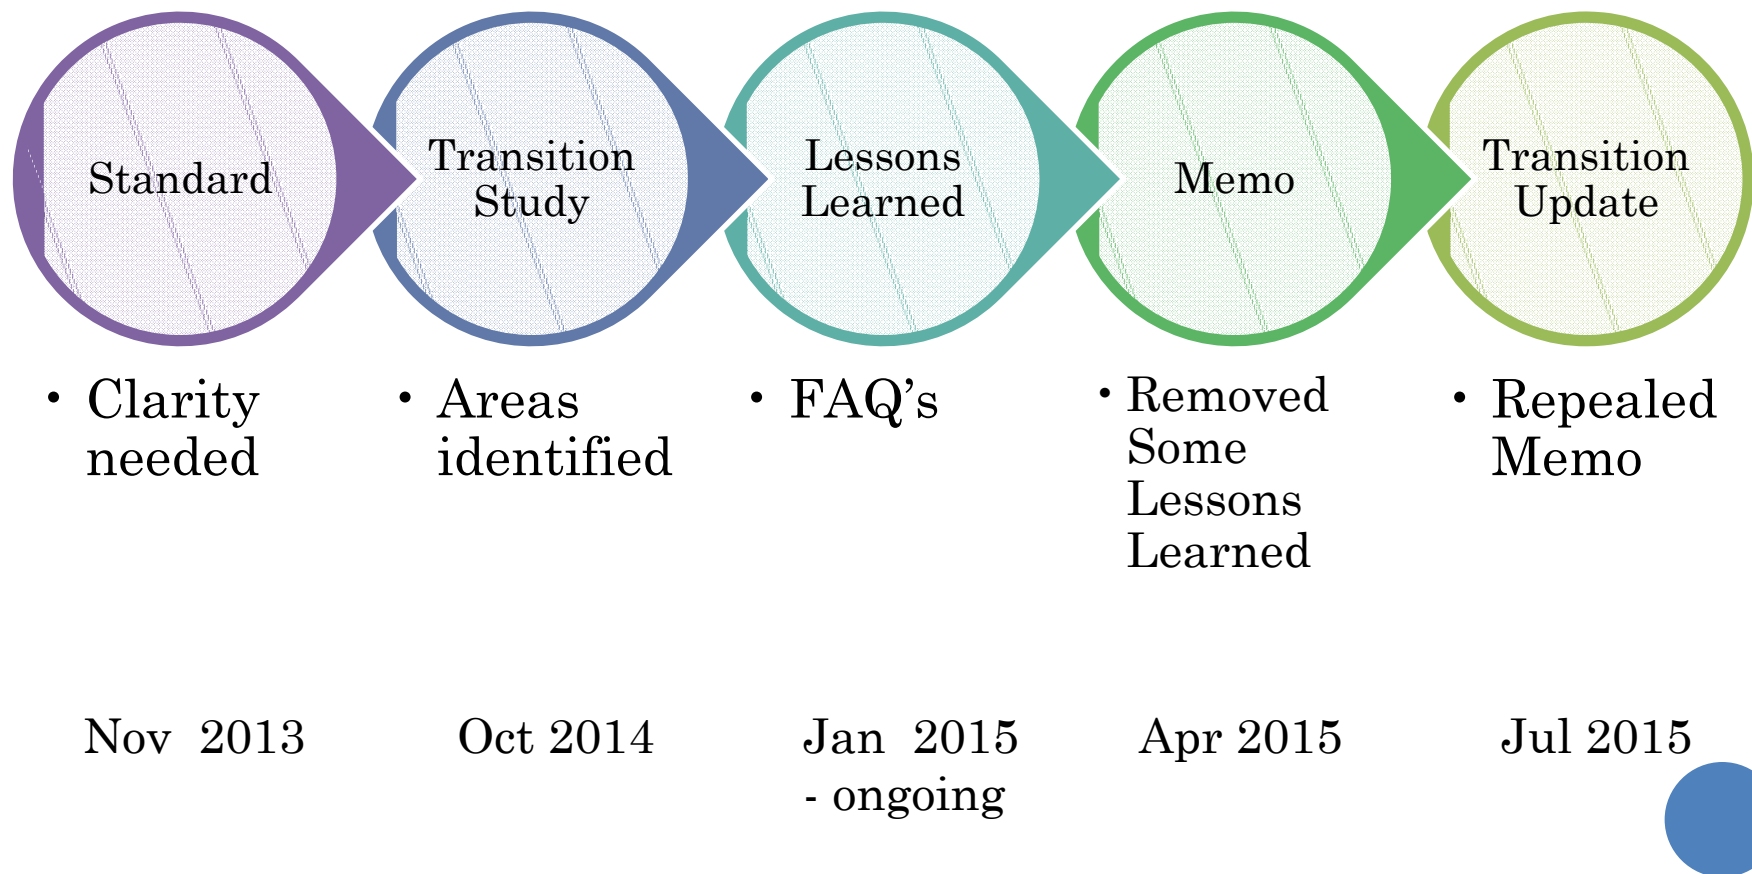 Standard
Transition
Study
Lessons
Learned
Memo
Transition
Update
• Clarity
needed
• Areas
identified
• FAQ’s
• Removed
Some
Lessons
Learned
• Repealed
Memo
Nov 2013
Oct 2014
Jan 2015
- ongoing
Apr 2015
Jul 2015